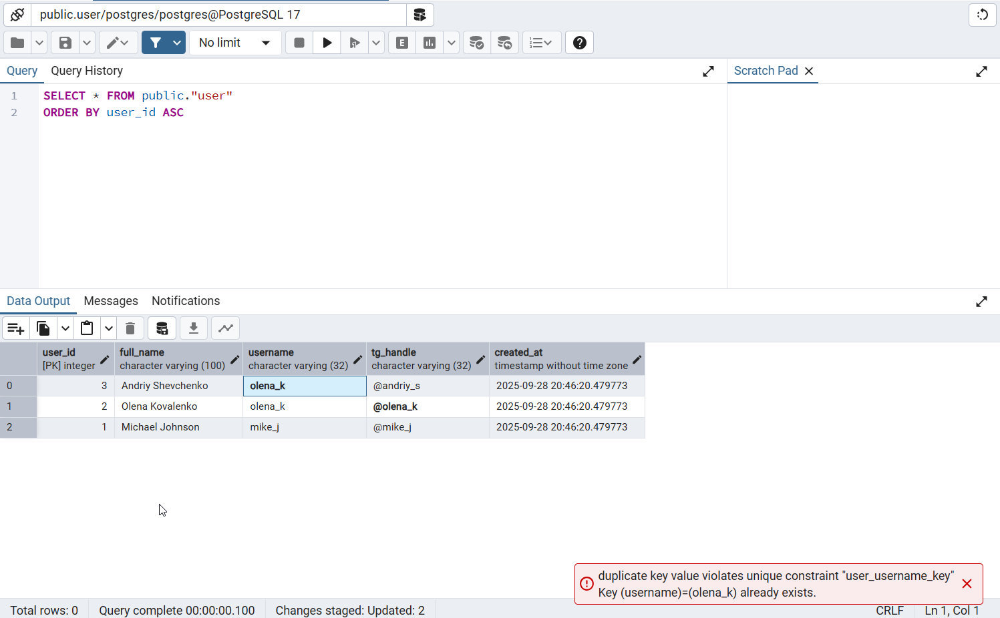 public.user/postgres/postgres@PostgreSQL 17
No limit
E
Query Query History
Scratch Pad
1 SELECT * FROM public."user"
2 ORDER BY user_id ASC
Data Output Messages Notifications
user_id full_name username tg_handle created_at
[PK] integer character varying (100) character varying (32) character varying (32) timestamp without time zone
0 3 Andriy Shevchenko olena_k @andriy_s 2025-09-28 20:46:20.479773
1 2 Olena Kovalenko olena_k @olena_k 2025-09-28 20:46:20.479773
2 1 Michael Johnson mike_j @mike_j 2025-09-28 20:46:20.479773
duplicate key value violates unique constraint "user_username_key"
Key (username)=(olena_k) already exists.
Total rows: 0 Query complete 00:00:00.100 Changes staged: Updated: 2 CRLF Ln 1, Col 1